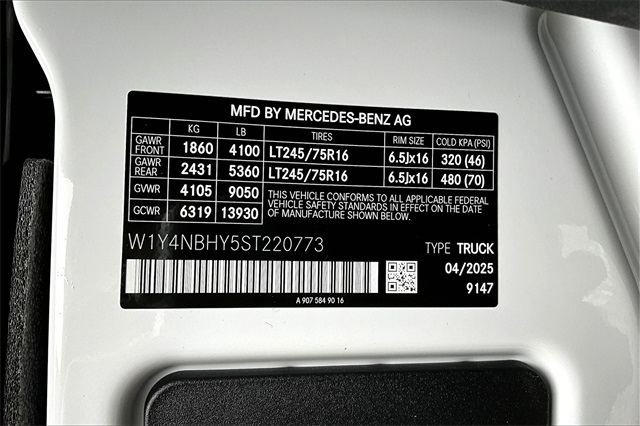 MFD BY MERCEDES-BENZ AG
KG LB TIRES RIM SIZE COLD KPA (PSI)
GAWR FRONT 1860 4100 LT245/75R16 6.5Jx16 320 (46)
GAWR REAR 2431 5360 LT245/75R16 6.5Jx16 480 (70)
GVWR 4105 9050
GCWR 6319 13930
THIS VEHICLE CONFORMS TO ALL APPLICABLE FEDERAL
VEHICLE SAFETY STANDARDS IN EFFECT ON THE DATE
OF MANUFACTURE SHOWN ABOVE.
W1Y4NBHY5ST220773
TYPE TRUCK
04/2025
9147
A 907 584 90 16